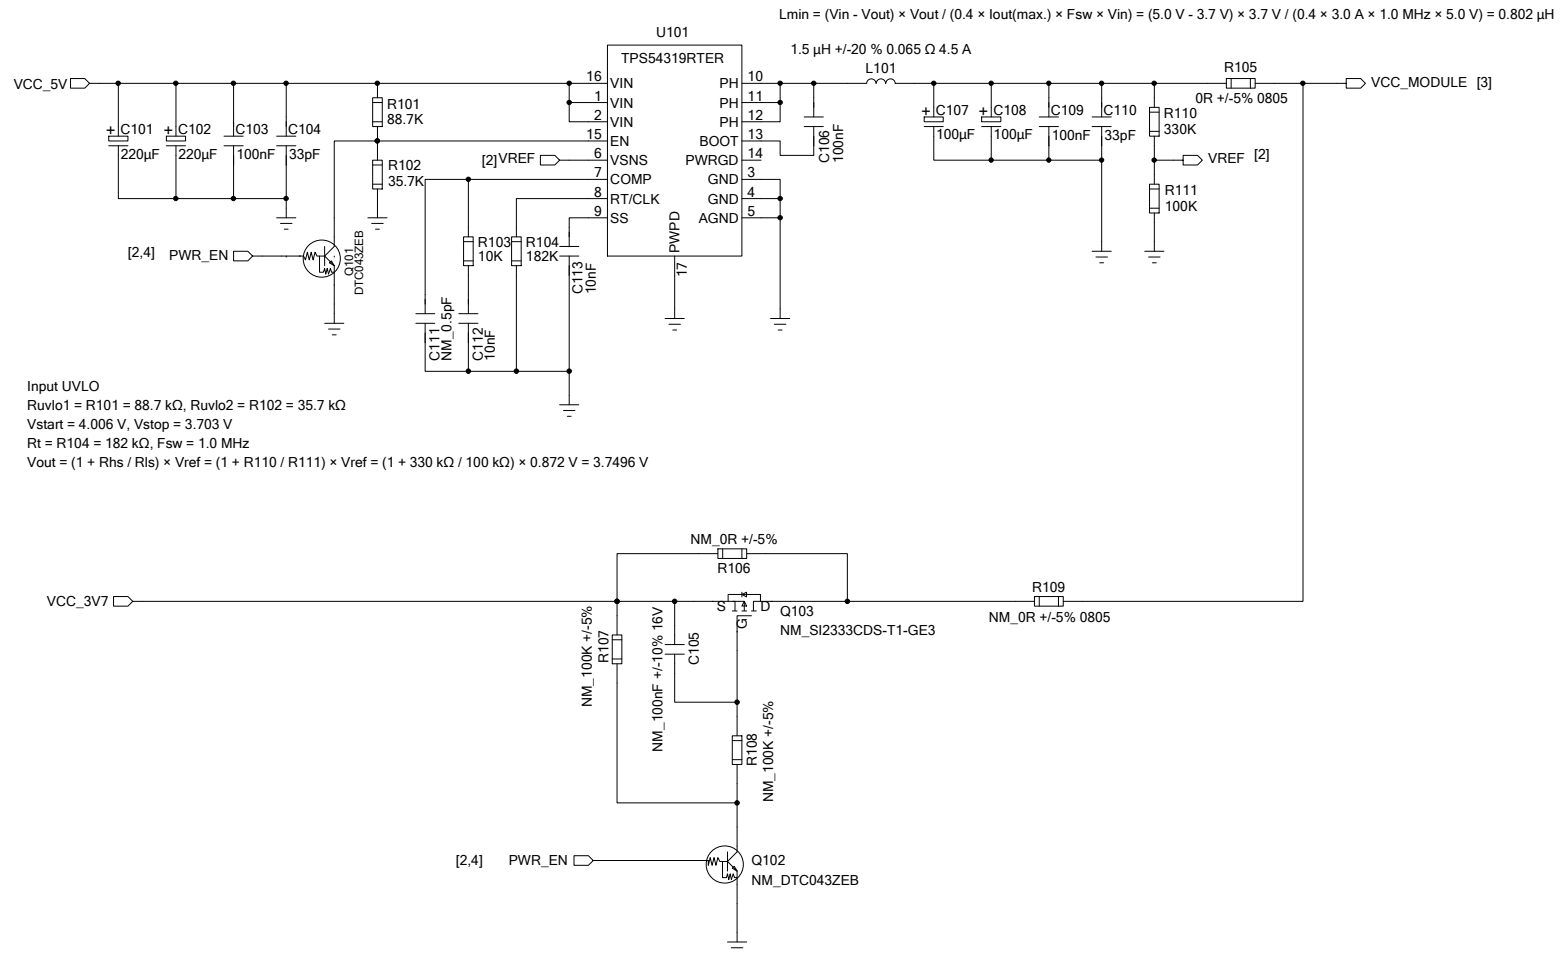 Lmin = (Vin - Vout) × Vout / (0.4 × Iout(max.) × Fsw × Vin) = (5.0 V - 3.7 V) × 3.7 V / (0.4 × 3.0 A × 1.0 MHz × 5.0 V) = 0.802 µH
U101
TPS54319RTER
1.5 µH +/-20 % 0.065 Ω 4.5 A
L101
R105
0R +/-5% 0805
VCC_5V
VCC_MODULE [3]
16 VIN
1 VIN
2 VIN
15 EN
6 VSNS
7 COMP
8 RT/CLK
9 SS
PH 10
PH 11
PH 12
BOOT 13
PWRGD 14
GND 3
GND 4
AGND 5
PWPD
17
+ C101
220µF
+ C102
220µF
C103
100nF
C104
33pF
R101
88.7K
R102
35.7K
[2] VREF
C106
100nF
+ C107
100µF
+ C108
100µF
C109
100nF
C110
33pF
R110
330K
VREF [2]
R111
100K
[2,4] PWR_EN
Q101
DTC043ZEB
R103
10K
R104
182K
C113
10nF
C111
NM_0.5pF
C112
10nF
Input UVLO
Ruvlo1 = R101 = 88.7 kΩ, Ruvlo2 = R102 = 35.7 kΩ
Vstart = 4.006 V, Vstop = 3.703 V
Rt = R104 = 182 kΩ, Fsw = 1.0 MHz
Vout = (1 + Rhs / Rls) × Vref = (1 + R110 / R111) × Vref = (1 + 330 kΩ / 100 kΩ) × 0.872 V = 3.7496 V
NM_0R +/-5%
R106
VCC_3V7
S
D
G
Q103
NM_SI2333CDS-T1-GE3
R109
NM_0R +/-5% 0805
NM_100K +/-5%
R107
NM_100nF +/-10% 16V
C105
R108
NM_100K +/-5%
[2,4] PWR_EN
Q102
NM_DTC043ZEB